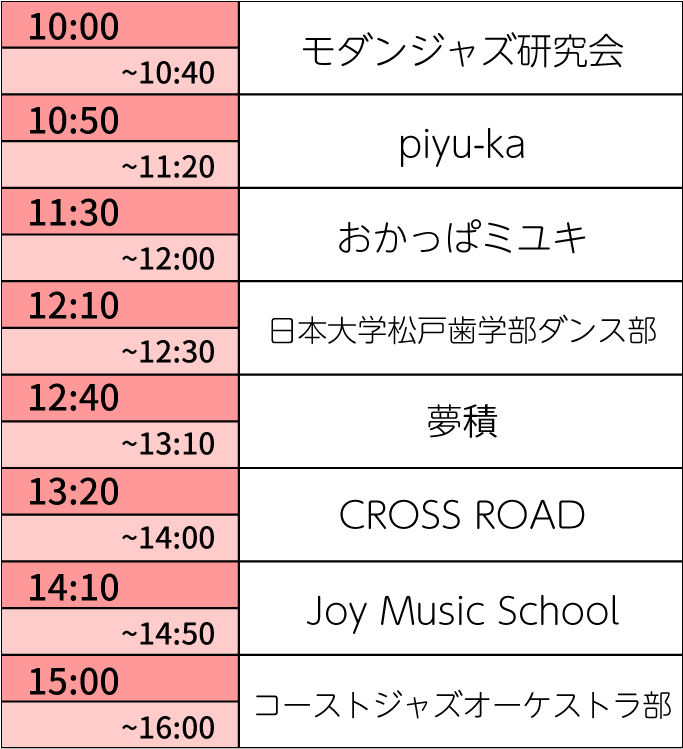 10:00
~10:40
モダンジャズ研究会
10:50
~11:20
piyu-ka
11:30
~12:00
おかっぱミユキ
12:10
~12:30
日本大学松戸歯学部ダンス部
12:40
~13:10
夢積
13:20
~14:00
CROSS ROAD
14:10
~14:50
Joy Music School
15:00
~16:00
コーストジャズオーケストラ部